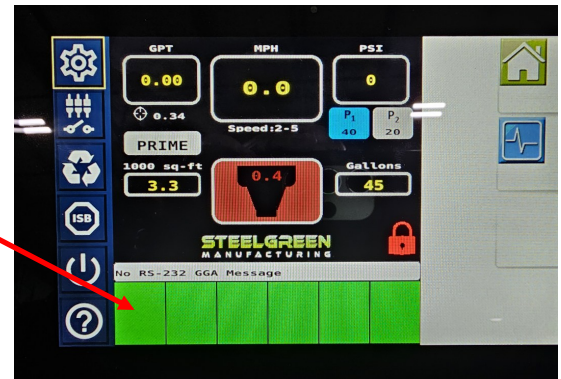 GPT
MPH
PSI
0.00
0.0
0
0.34
Speed:2-5
P1
40
P2
20
PRIME
1000 sq-ft
3.3
0.4
Gallons
45
ISB
STEELGREEN
MANUFACTURING
No RS-232 GGA Message
?